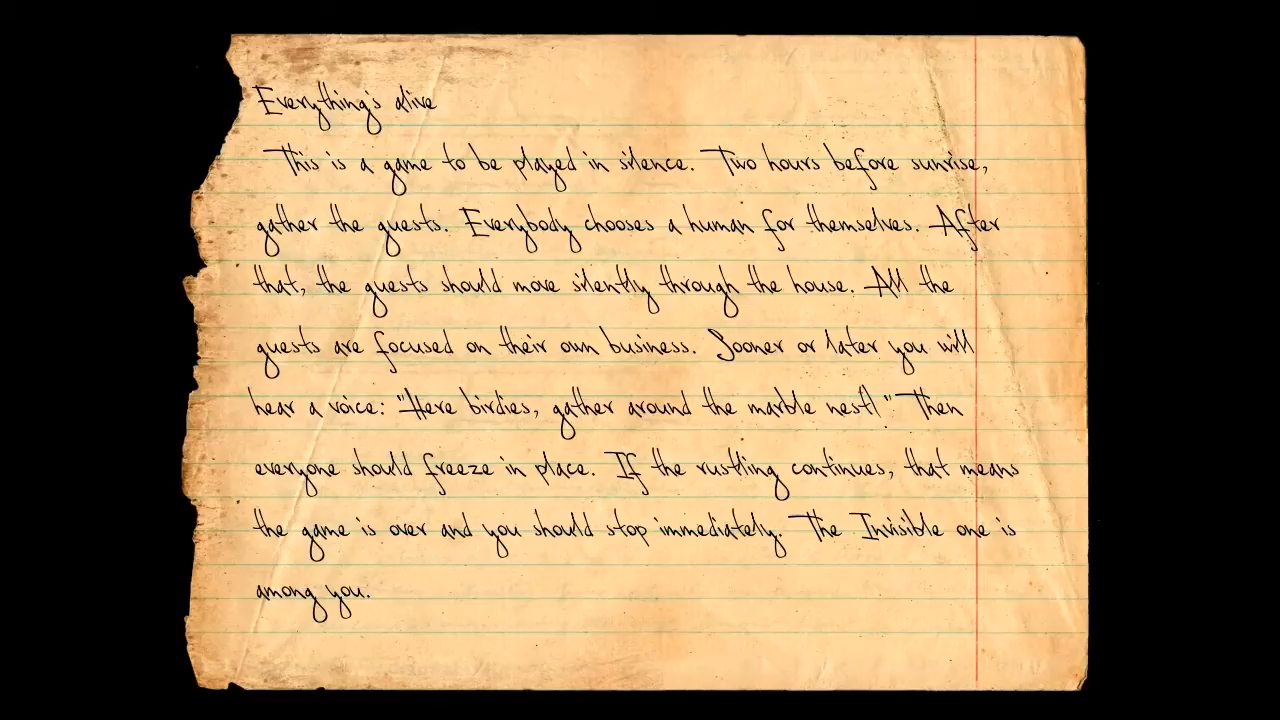 Everything's alive
This is a game to be played in silence. Two hours before sunrise,
gather the guests. Everybody chooses a human for themselves. After
that, the guests should move silently through the house. All the
guests are focused on their own business. Sooner or later you will
hear a voice: "Here birdies, gather around the marble nest!" Then
everyone should freeze in place. If the rustling continues, that means
the game is over and you should stop immediately. The Invisible one is
among you.